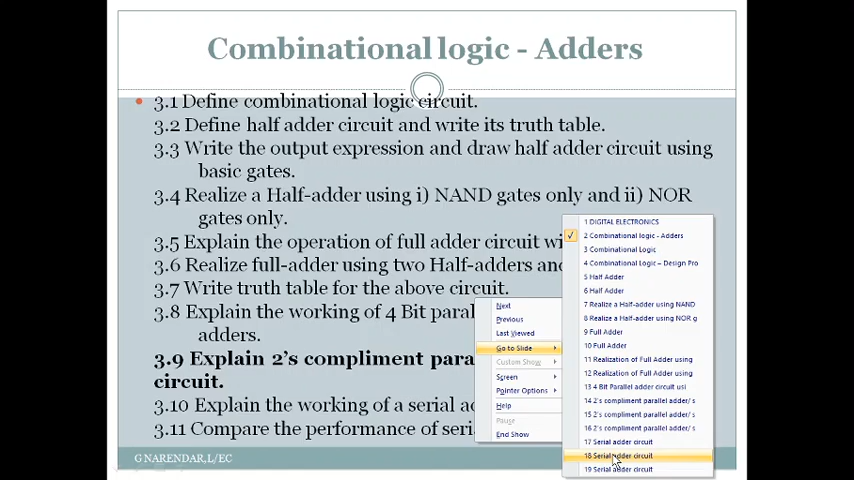 Combinational logic - Adders
3.1 Define combinational logic circuit.
3.2 Define half adder circuit and write its truth table.
3.3 Write the output expression and draw half adder circuit using
basic gates.
3.4 Realize a Half-adder using i) NAND gates only and ii) NOR
gates only.
3.5 Explain the operation of full adder circuit wi
3.6 Realize full-adder using two Half-adders an
3.7 Write truth table for the above circuit.
3.8 Explain the working of 4 Bit paral
adders.
3.9 Explain 2's compliment para
circuit.
3.10 Explain the working of a serial ad
3.11 Compare the performance of seri
G NARENDAR,L/EC
Next
Previous
Last Viewed
Go to Slide
Custom Show
Screen
Pointer Options
Help
Pause
End Show
1 DIGITAL ELECTRONICS
2 Combinational logic - Adders
3 Combinational Logic
4 Combinational Logic – Design Pro
5 Half Adder
6 Half Adder
7 Realize a Half-adder using NAND
8 Realize a Half-adder using NOR g
9 Full Adder
10 Full Adder
11 Realization of Full Adder using
12 Realization of Full Adder using
13 4 Bit Parallel adder circuit usi
14 2's compliment parallel adder/ s
15 2's compliment parallel adder/ s
16 2's compliment parallel adder/ s
17 Serial adder circuit
18 Serial adder circuit
19 Serial adder circuit